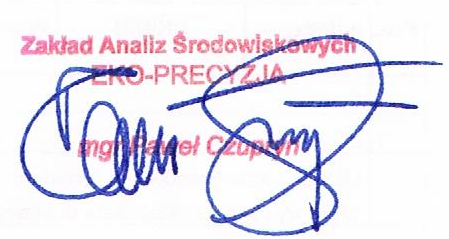 Zakład Analiz Środowiskowych
EKO-PRECYZJA
mgr Paweł Czupryn